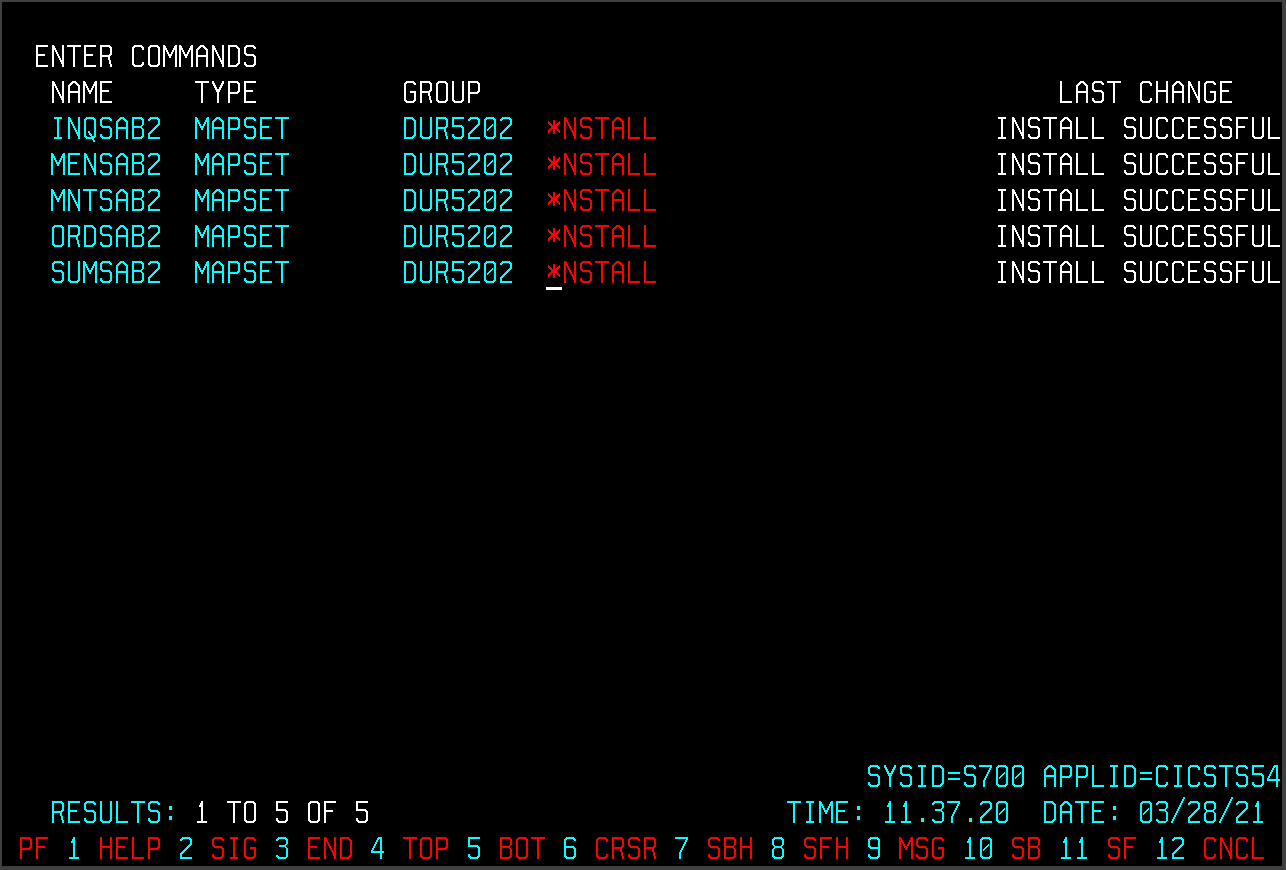 ENTER COMMANDS
NAME TYPE GROUP LAST CHANGE
INQSAB2 MAPSET DUR5202 *NSTALL INSTALL SUCCESSFUL
MENSAB2 MAPSET DUR5202 *NSTALL INSTALL SUCCESSFUL
MNTSAB2 MAPSET DUR5202 *NSTALL INSTALL SUCCESSFUL
ORDSAB2 MAPSET DUR5202 *NSTALL INSTALL SUCCESSFUL
SUMSAB2 MAPSET DUR5202 *NSTALL INSTALL SUCCESSFUL
SYSID=S700 APPLID=CICSTS54
RESULTS: 1 TO 5 OF 5 TIME: 11.37.20 DATE: 03/28/21
PF 1 HELP 2 SIG 3 END 4 TOP 5 BOT 6 CRSR 7 SBH 8 SFH 9 MSG 10 SB 11 SF 12 CNCL